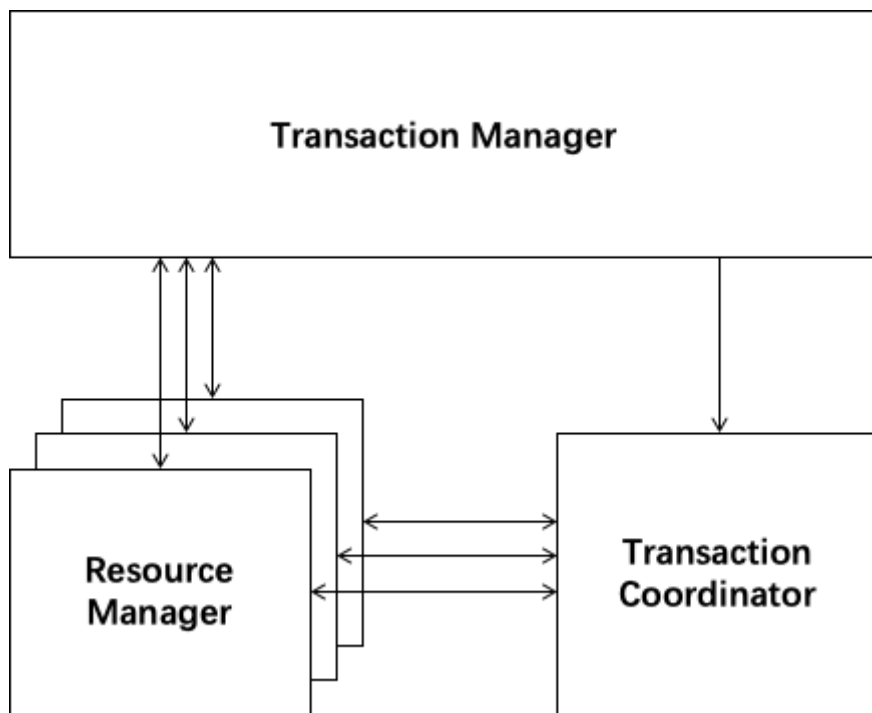 Transaction Manager
Resource
Manager
Transaction
Coordinator